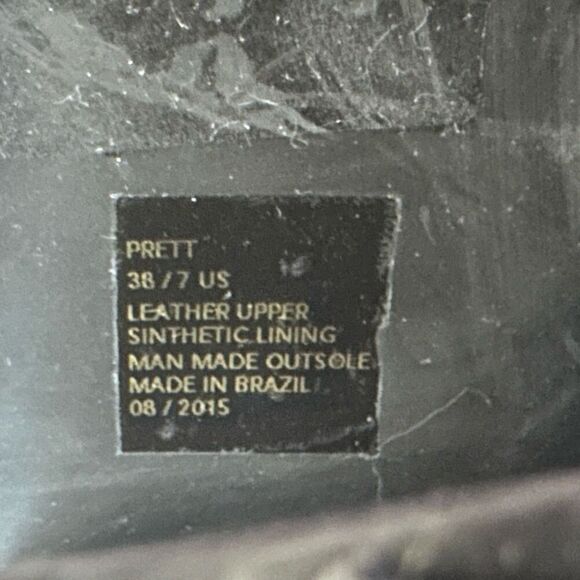 PRETT
38 / 7 US
LEATHER UPPER
SINTHETIC LINING
MAN MADE OUTSOLE
MADE IN BRAZIL
08 / 2015